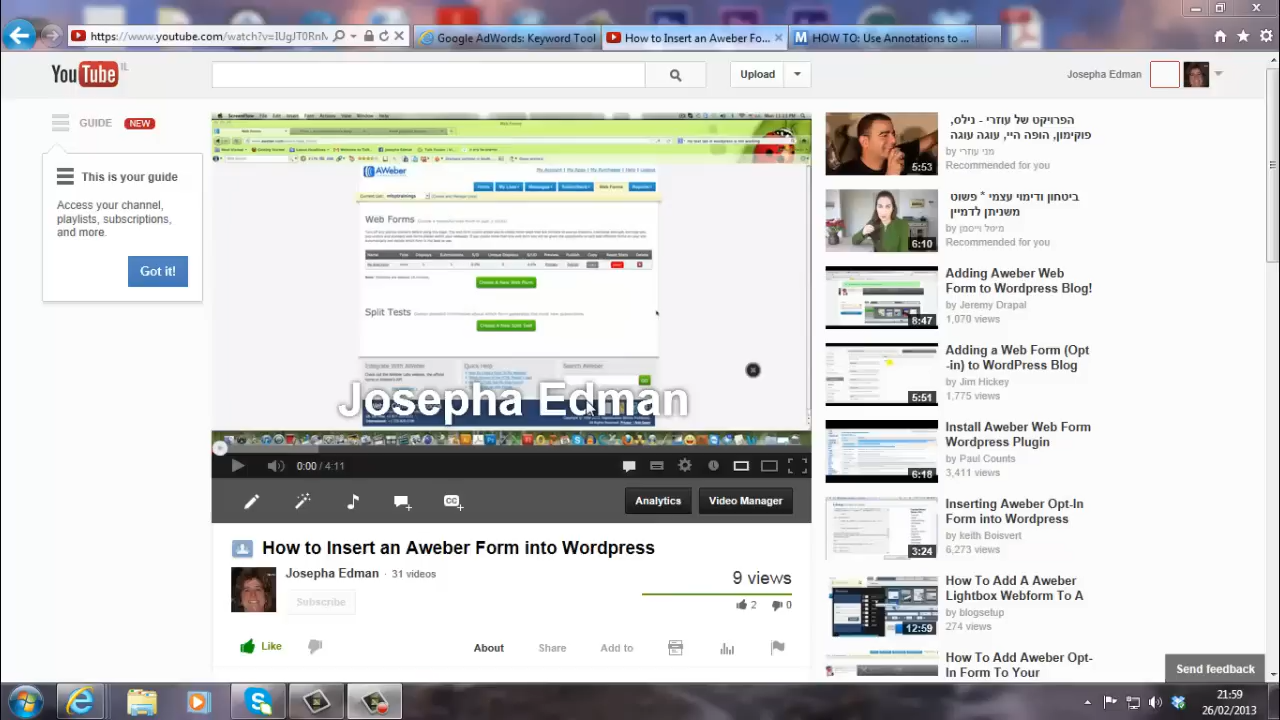 https://www.youtube.com/watch?v=IUgJT0RnM
Google AdWords: Keyword Tool
How to Insert an Aweber Fo...
HOW TO: Use Annotations to ...
YouTube IL
Upload
Josepha Edman
GUIDE NEW
This is your guide
Access your channel,
playlists, subscriptions,
and more.
Got it!
AWeber
Web Forms
Split Tests
Josepha Edman
0:00
Analytics
Video Manager
How to Insert an Aweber Form into Wordpress
Josepha Edman · 31 videos
Subscribe
9 views
2 0
Like
About
Share
Add to
הפרויקט של עוזרי - נילס,
פוקימון, הופה היי, עוגה עוגה
by מני עוזרי
Recommended for you
5:53
ביטחון ודימוי עצמי * פשוט
משניתן לדמיין
by מיטל וייסמן
Recommended for you
6:10
Adding Aweber Web
Form to Wordpress Blog!
by Jeremy Drapal
1,070 views
8:47
Adding a Web Form (Opt
-in) to Wordpress Blog
by Jim Hickey
1,775 views
5:51
Install Aweber Web Form
Wordpress Plugin
by Paul Counts
3,411 views
6:18
Inserting Aweber Opt-In
Form into Wordpress
by keith Boisvert
6,273 views
3:24
How To Add A Aweber
Lightbox Webform To A
by blogsetup
274 views
12:59
How To Add Aweber Opt-
In Form To Your
Send feedback
21:59
26/02/2013